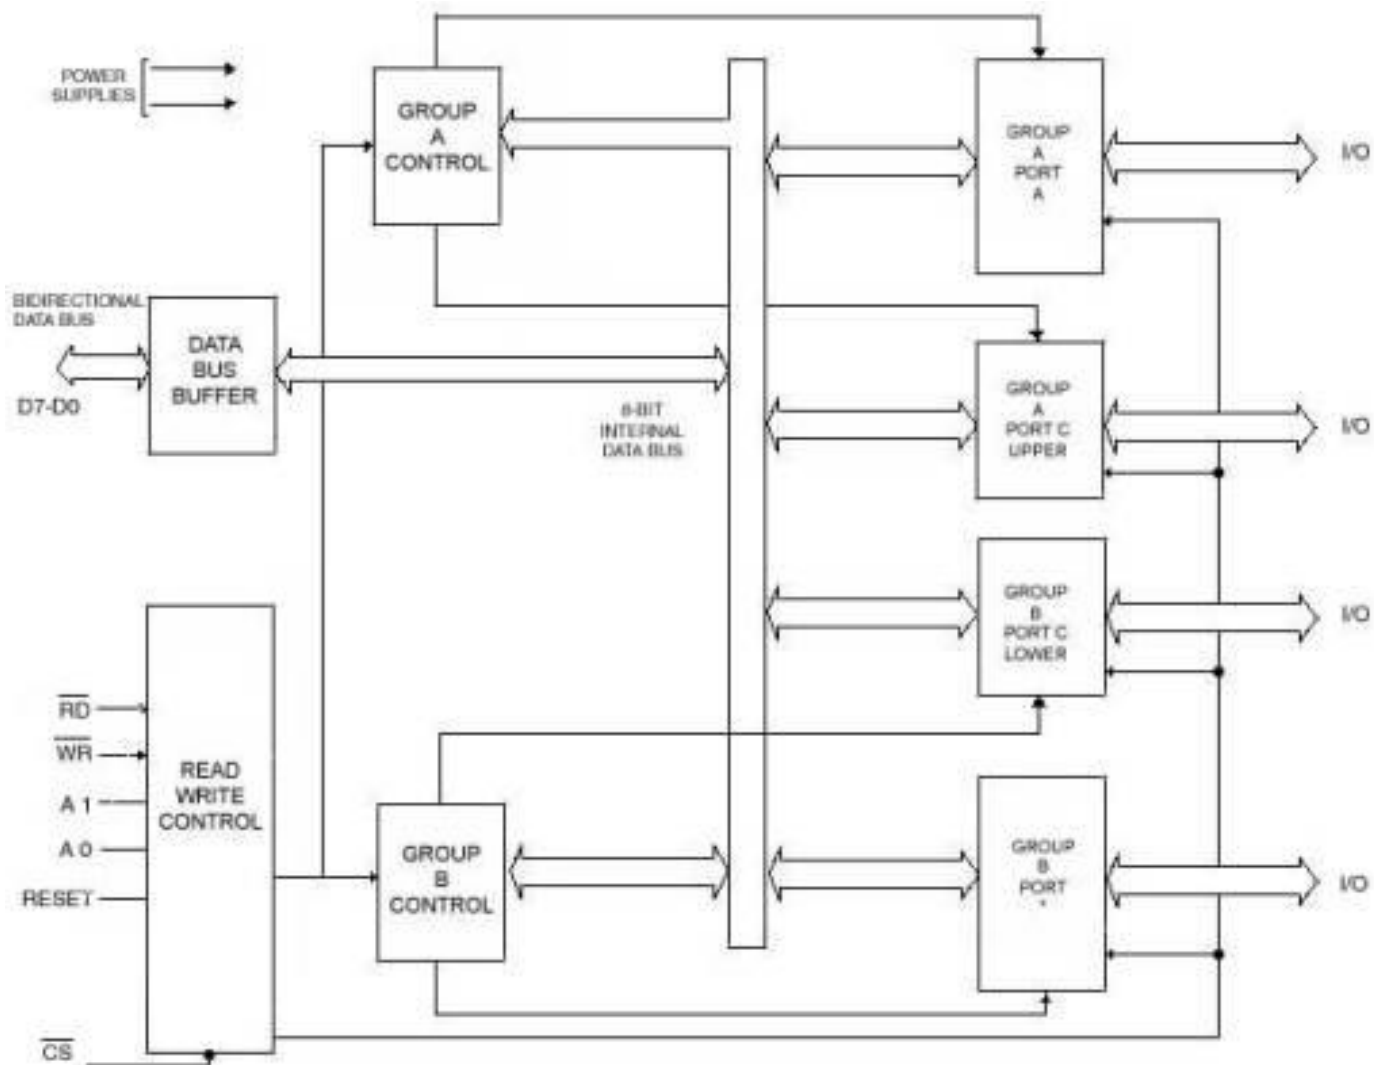 POWER
SUPPLIES
GROUP
A
CONTROL
GROUP
A
PORT
A
I/O
BIDIRECTIONAL
DATA BUS
DATA
BUS
BUFFER
D7-D0
8-BIT
INTERNAL
DATA BUS
GROUP
A
PORT C
UPPER
I/O
GROUP
B
PORT C
LOWER
I/O
RD
WR
A 1
A 0
RESET
CS
READ
WRITE
CONTROL
GROUP
B
CONTROL
GROUP
B
PORT
I/O